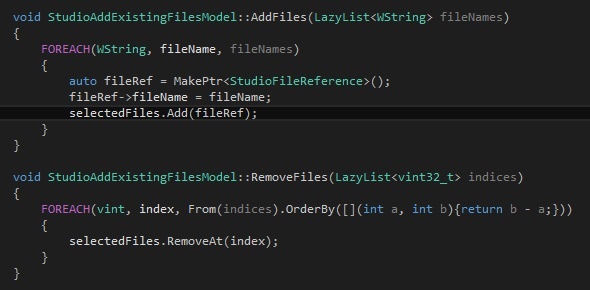 void StudioAddExistingFilesModel::AddFiles(LazyList<WString> fileNames)
{
    FOREACH(WString, fileName, fileNames)
    {
        auto fileRef = MakePtr<StudioFileReference>();
        fileRef->fileName = fileName;
        selectedFiles.Add(fileRef);
    }
}

void StudioAddExistingFilesModel::RemoveFiles(LazyList<vint32_t> indices)
{
    FOREACH(vint, index, From(indices).OrderBy([](int a, int b){return b - a;}))
    {
        selectedFiles.RemoveAt(index);
    }
}